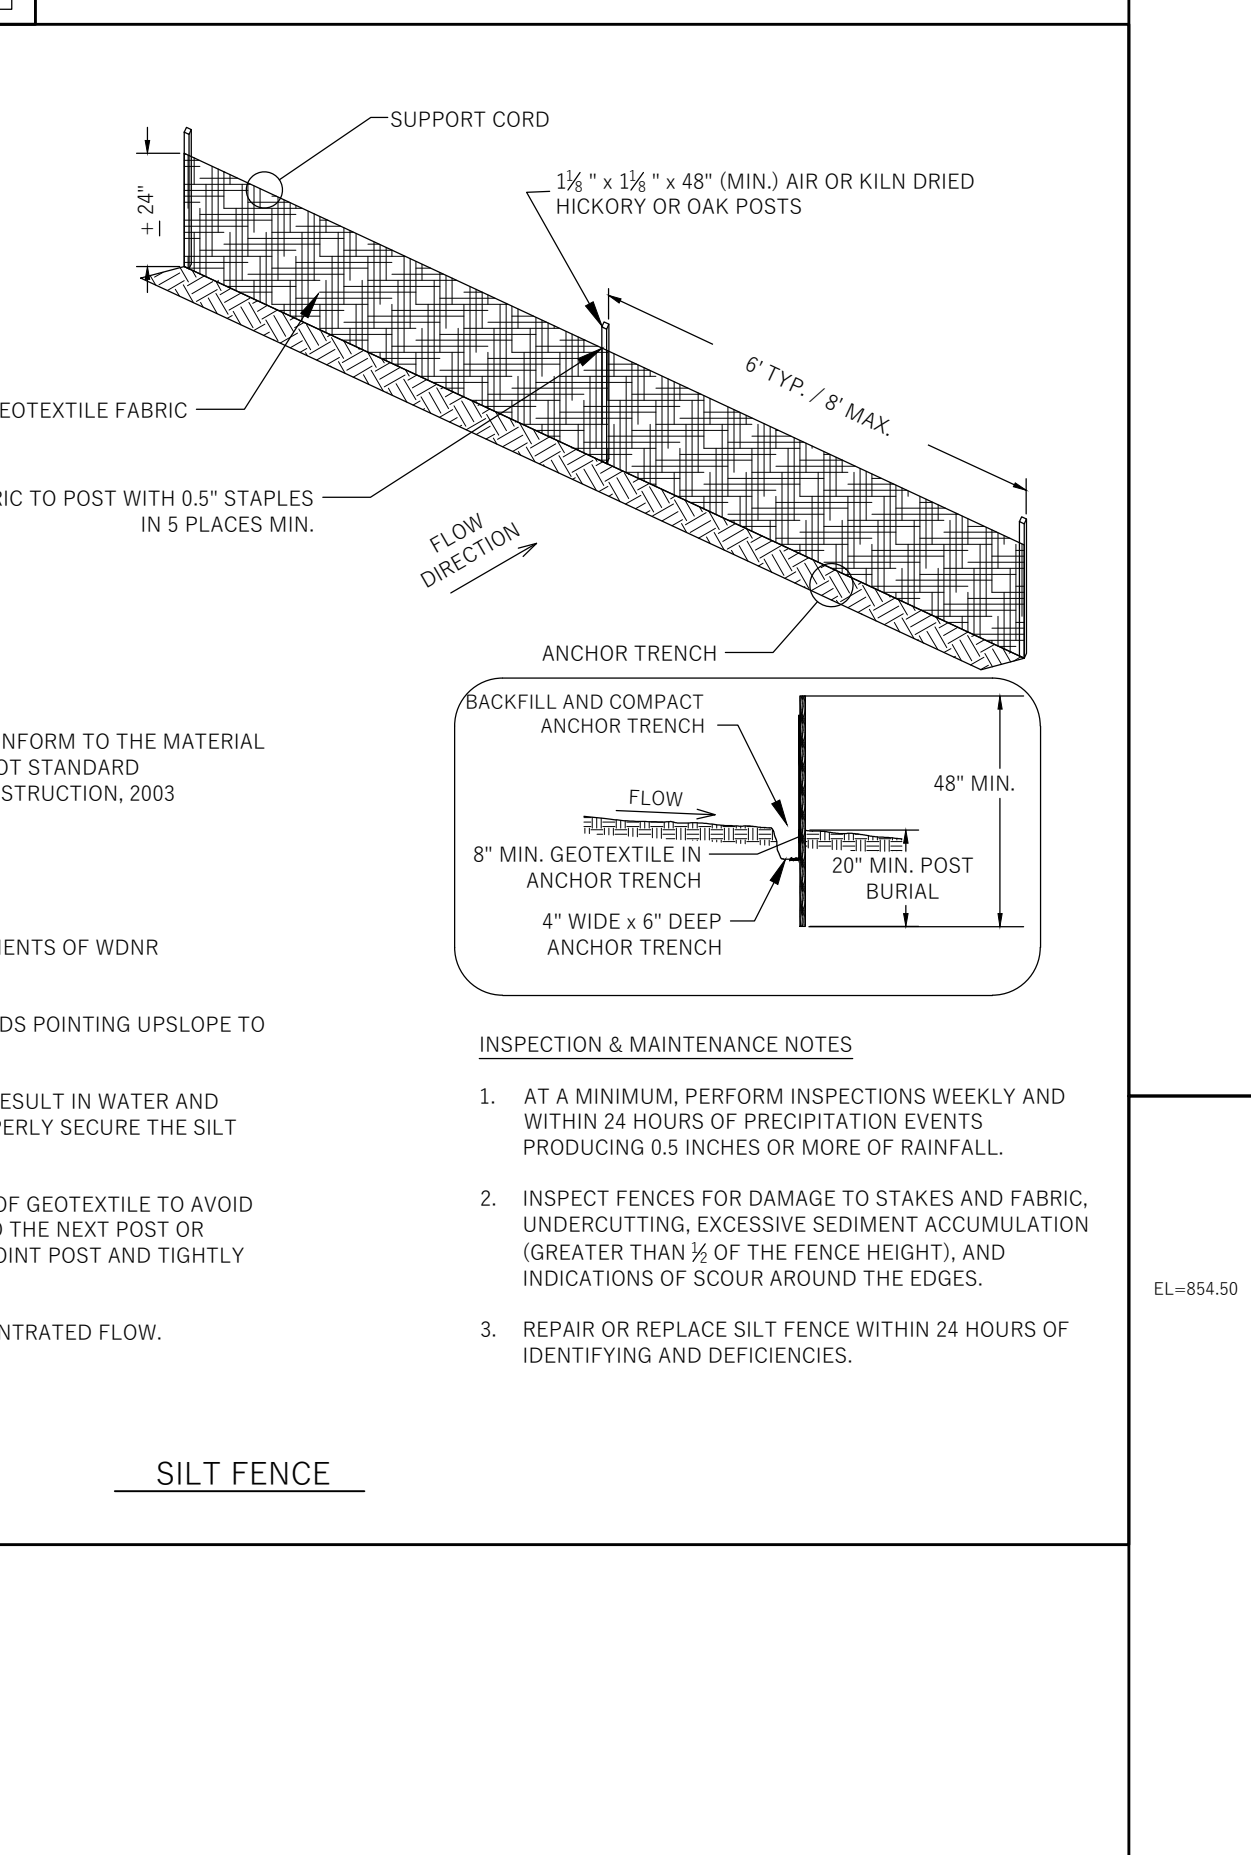 SUPPORT CORD
1⅛ " x 1⅛ " x 48" (MIN.) AIR OR KILN DRIED
HICKORY OR OAK POSTS
± 24"
6' TYP. / 8' MAX.
EOTEXTILE FABRIC
RIC TO POST WITH 0.5" STAPLES
IN 5 PLACES MIN.
FLOW
DIRECTION
ANCHOR TRENCH
BACKFILL AND COMPACT
ANCHOR TRENCH
48" MIN.
FLOW
8" MIN. GEOTEXTILE IN
ANCHOR TRENCH
20" MIN. POST
BURIAL
4" WIDE x 6" DEEP
ANCHOR TRENCH
NFORM TO THE MATERIAL
OT STANDARD
STRUCTION, 2003
MENTS OF WDNR
DS POINTING UPSLOPE TO
ESULT IN WATER AND
PERLY SECURE THE SILT
OF GEOTEXTILE TO AVOID
O THE NEXT POST OR
OINT POST AND TIGHTLY
NTRATED FLOW.
INSPECTION & MAINTENANCE NOTES
1. AT A MINIMUM, PERFORM INSPECTIONS WEEKLY AND
WITHIN 24 HOURS OF PRECIPITATION EVENTS
PRODUCING 0.5 INCHES OR MORE OF RAINFALL.
2. INSPECT FENCES FOR DAMAGE TO STAKES AND FABRIC,
UNDERCUTTING, EXCESSIVE SEDIMENT ACCUMULATION
(GREATER THAN ½ OF THE FENCE HEIGHT), AND
INDICATIONS OF SCOUR AROUND THE EDGES.
3. REPAIR OR REPLACE SILT FENCE WITHIN 24 HOURS OF
IDENTIFYING AND DEFICIENCIES.
SILT FENCE
EL=854.50